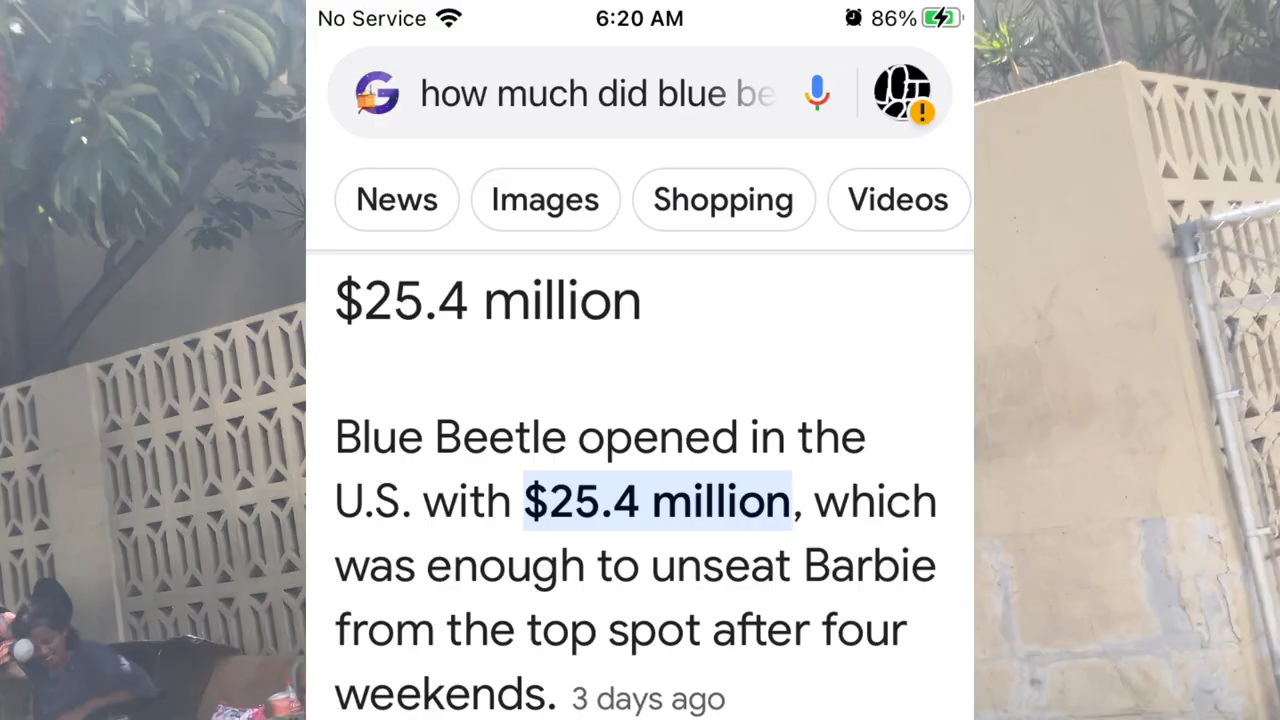 No Service 6:20 AM 86%
how much did blue be
News Images Shopping Videos
$25.4 million
Blue Beetle opened in the
U.S. with $25.4 million, which
was enough to unseat Barbie
from the top spot after four
weekends. 3 days ago